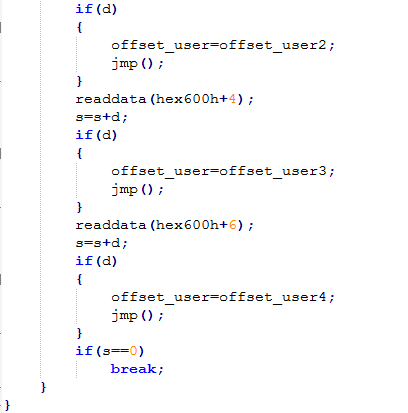 if(d)
{
offset_user=offset_user2;
jmp();
}
readdata(hex600h+4);
s=s+d;
if(d)
{
offset_user=offset_user3;
jmp();
}
readdata(hex600h+6);
s=s+d;
if(d)
{
offset_user=offset_user4;
jmp();
}
if(s==0)
break;
}
}